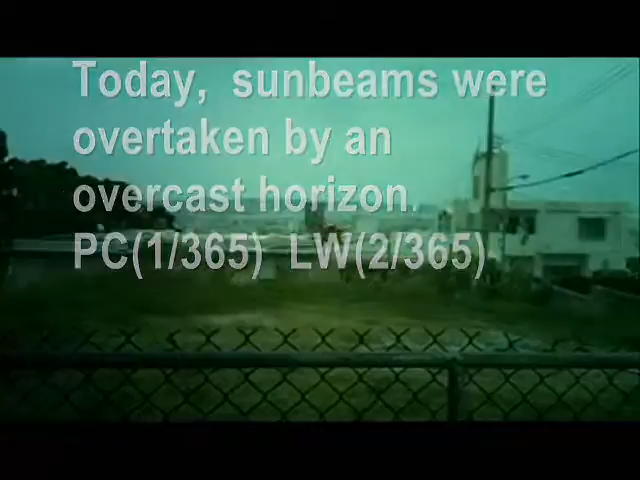 Today, sunbeams were
overtaken by an
overcast horizon.
PC(1/365) LW(2/365)